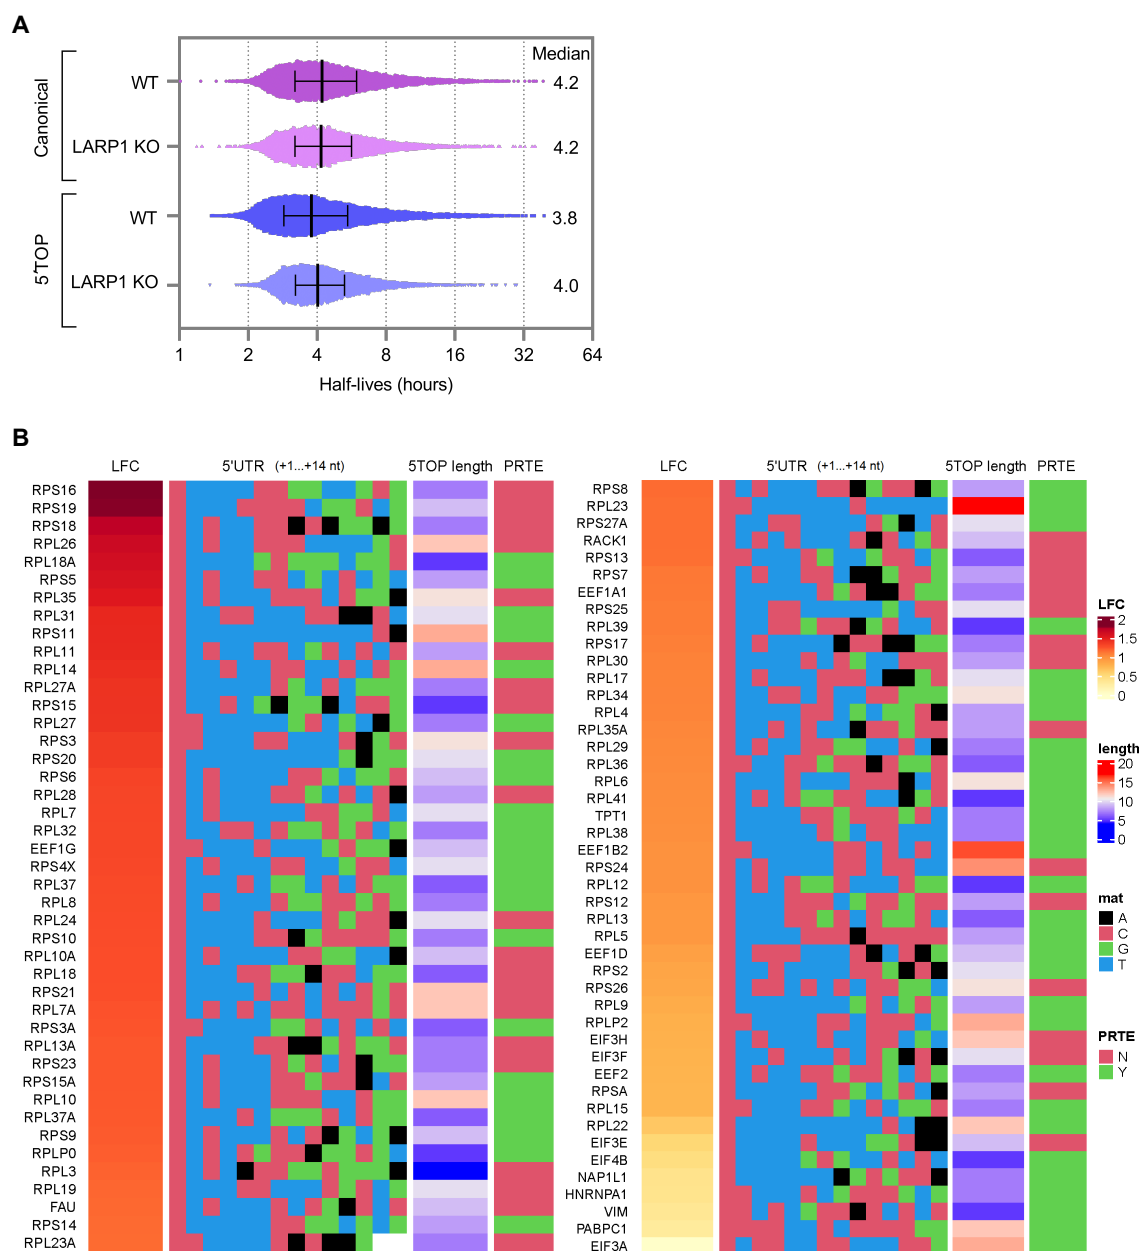 A
Median
Canonical
WT
4.2
LARP1 KO
4.2
5'TOP
WT
3.8
LARP1 KO
4.0
1 2 4 8 16 32 64
Half-lives (hours)
B
LFC 5'UTR (+1...+14 nt) 5TOP length PRTE
RPS16
RPS19
RPS18
RPL26
RPL18A
RPS5
RPL35
RPL31
RPS11
RPL11
RPL14
RPL27A
RPS15
RPL27
RPS3
RPS20
RPS6
RPL28
RPL7
RPL32
EEF1G
RPS4X
RPL37
RPL8
RPL24
RPS10
RPL10A
RPL18
RPS21
RPL7A
RPS3A
RPL13A
RPS23
RPS15A
RPL10
RPL37A
RPS9
RPLP0
RPL3
RPL19
FAU
RPS14
RPL23A
LFC 5'UTR (+1...+14 nt) 5TOP length PRTE
RPS8
RPL23
RPS27A
RACK1
RPS13
RPS7
EEF1A1
RPS25
RPL39
RPS17
RPL30
RPL17
RPL34
RPL4
RPL35A
RPL29
RPL36
RPL6
RPL41
TPT1
RPL38
EEF1B2
RPS24
RPL12
RPS12
RPL13
RPL5
EEF1D
RPS2
RPS26
RPL9
RPLP2
EIF3H
EIF3F
EEF2
RPSA
RPL15
RPL22
EIF3E
EIF4B
NAP1L1
HNRNPA1
VIM
PABPC1
EIF3A
LFC
2
1.5
1
0.5
0
length
20
15
10
5
0
mat
A
C
G
T
PRTE
N
Y